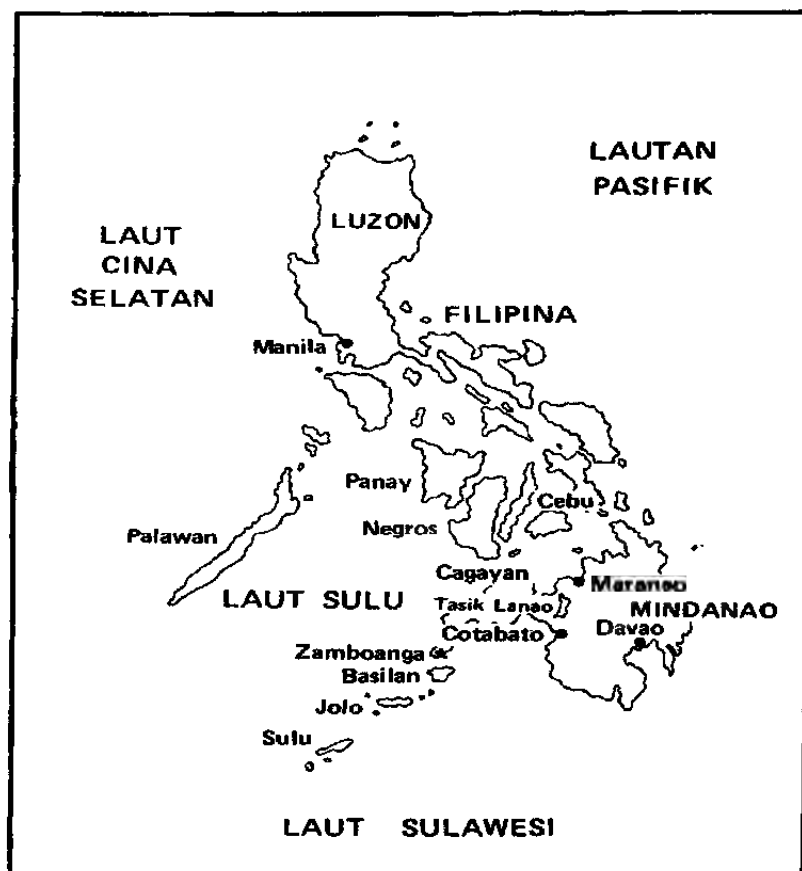 LAUTAN
PASIFIK
LUZON
LAUT
CINA
SELATAN
FILIPINA
Manila
Panay
Cebu
Negros
Palawan
Cagayan
Maranao
LAUT SULU
Tasik Lanao
MINDANAO
Cotabato
Davao
Zamboanga
Basilan
Jolo
Sulu
LAUT SULAWESI